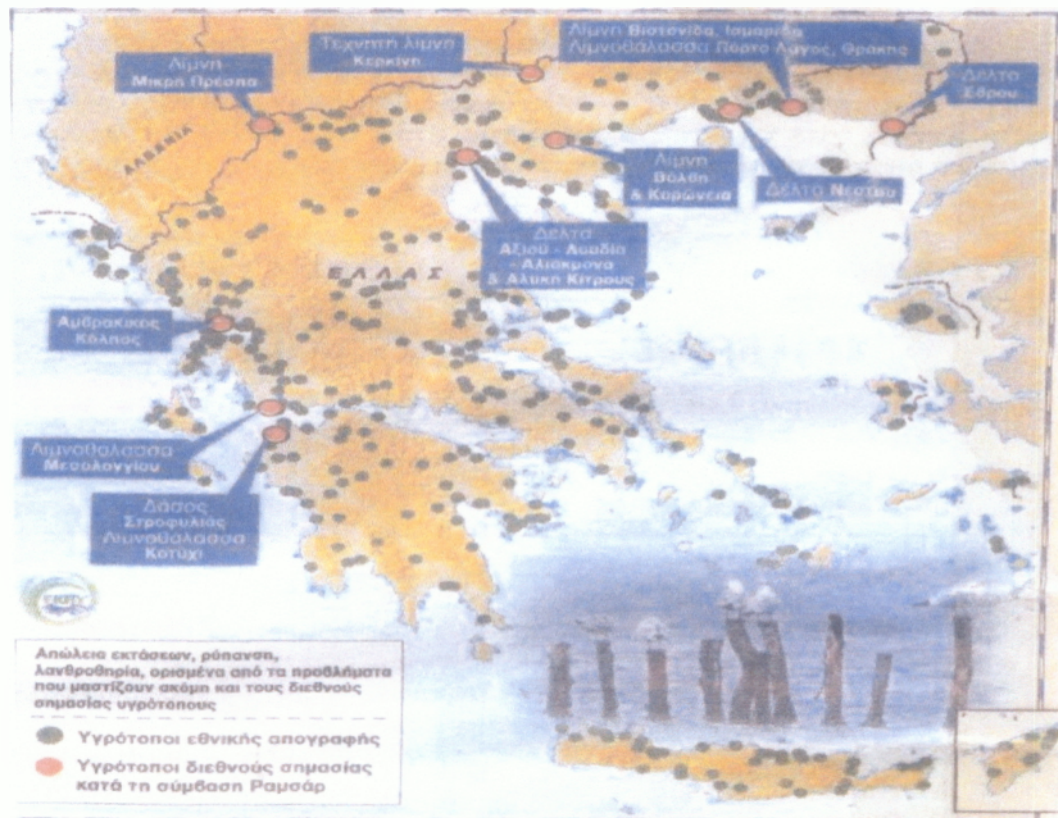 Τεχνητή λίμνη
Κερκίνη
Λίμνη Βιστονίδα, Ισμαρίδα
Λιμνοθάλασσα Πόρτο Λάγος, Θράκης
Λίμνη
Μικρή Πρέσπα
Δέλτα
Έβρου
ΑΛΒΑΝΙΑ
Λίμνη
Βόλβη
& Κορώνεια
Δέλτα Νέστου
Δέλτα
Αξιού - Λουδία
- Αλιάκμονα
& Αλυκή Κίτρους
ΕΛΛΑΣ
Αμβρακικός
Κόλπος
Λιμνοθάλασσα
Μεσολογγίου
Δάσος
Στροφυλιάς
Λιμνοθάλασσα
Κοτύχι
ΕΚΒΥ
Απώλεια εκτάσεων, ρύπανση,
λανθροθηρία, ορισμένα από τα προβλήματα
που μαστίζουν ακόμη και τους διεθνούς
σημασίας υγρότοπους
Υγρότοποι εθνικής απογραφής
Υγρότοποι διεθνούς σημασίας
κατά τη σύμβαση Ραμσάρ